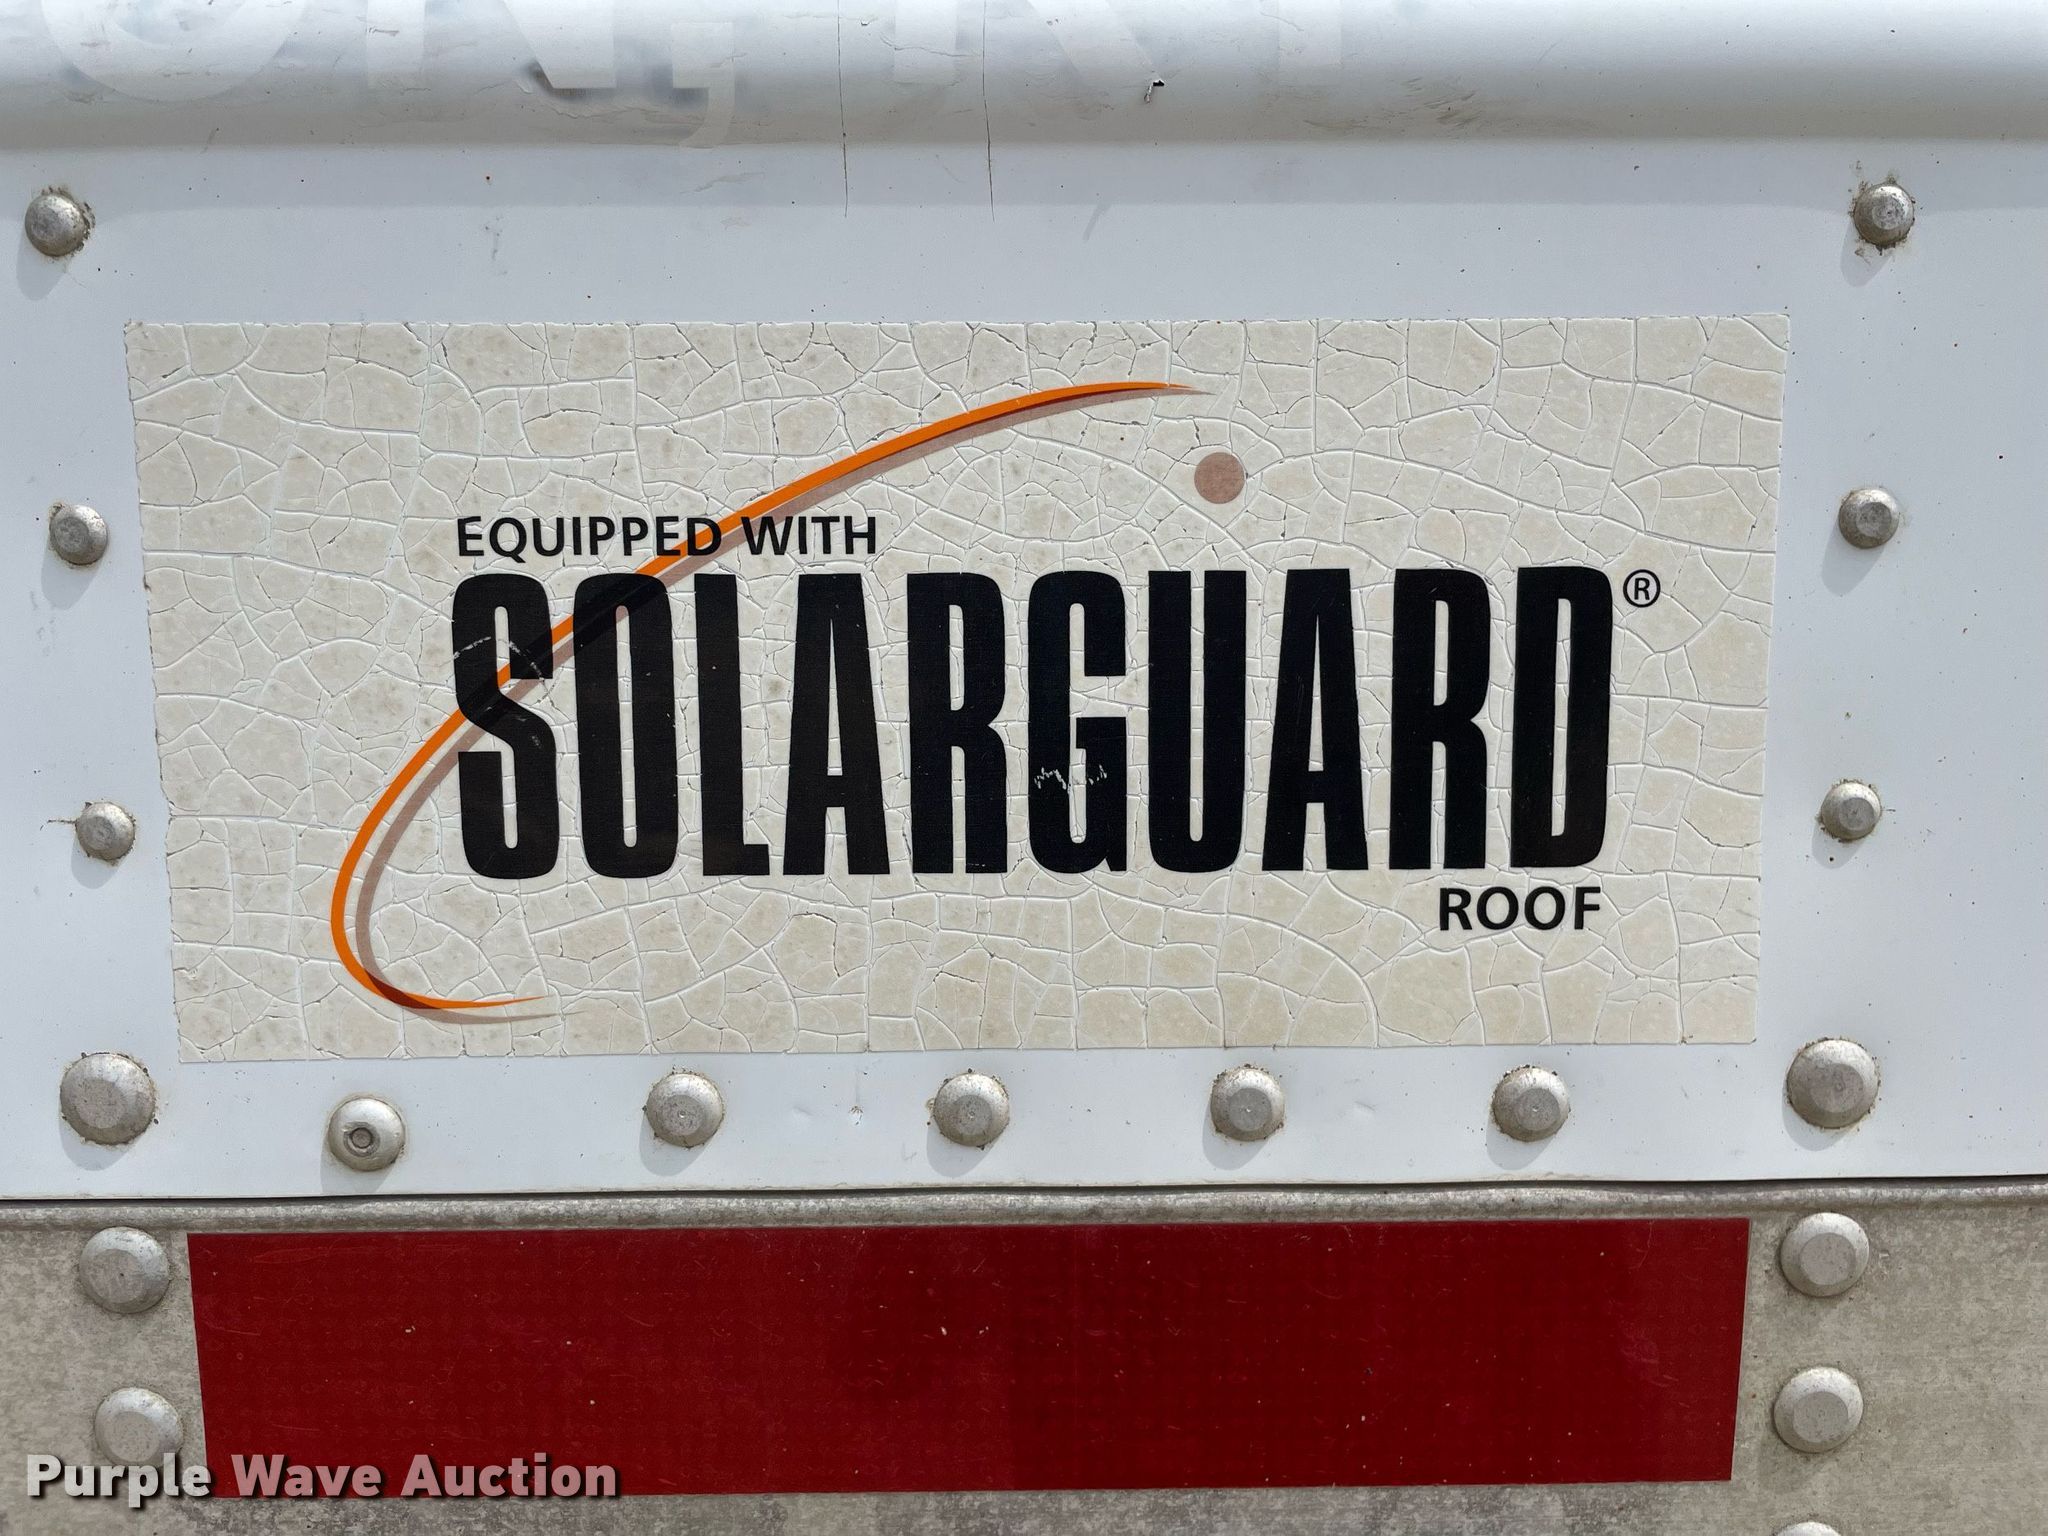 EQUIPPED WITH
SOLARGUARD®
ROOF
Purple Wave Auction